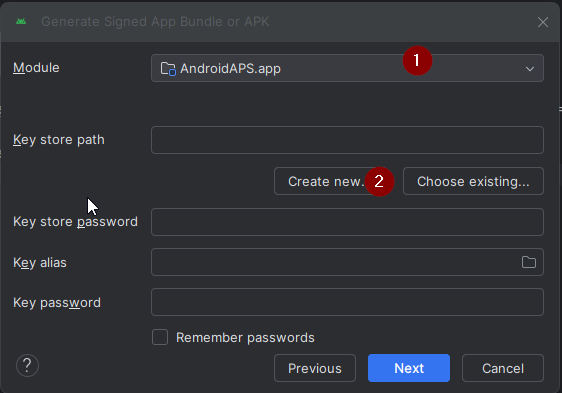 Generate Signed App Bundle or APK
Module
AndroidAPS.app
1
Key store path
Create new...
2
Choose existing...
Key store password
Key alias
Key password
Remember passwords
?
Previous
Next
Cancel